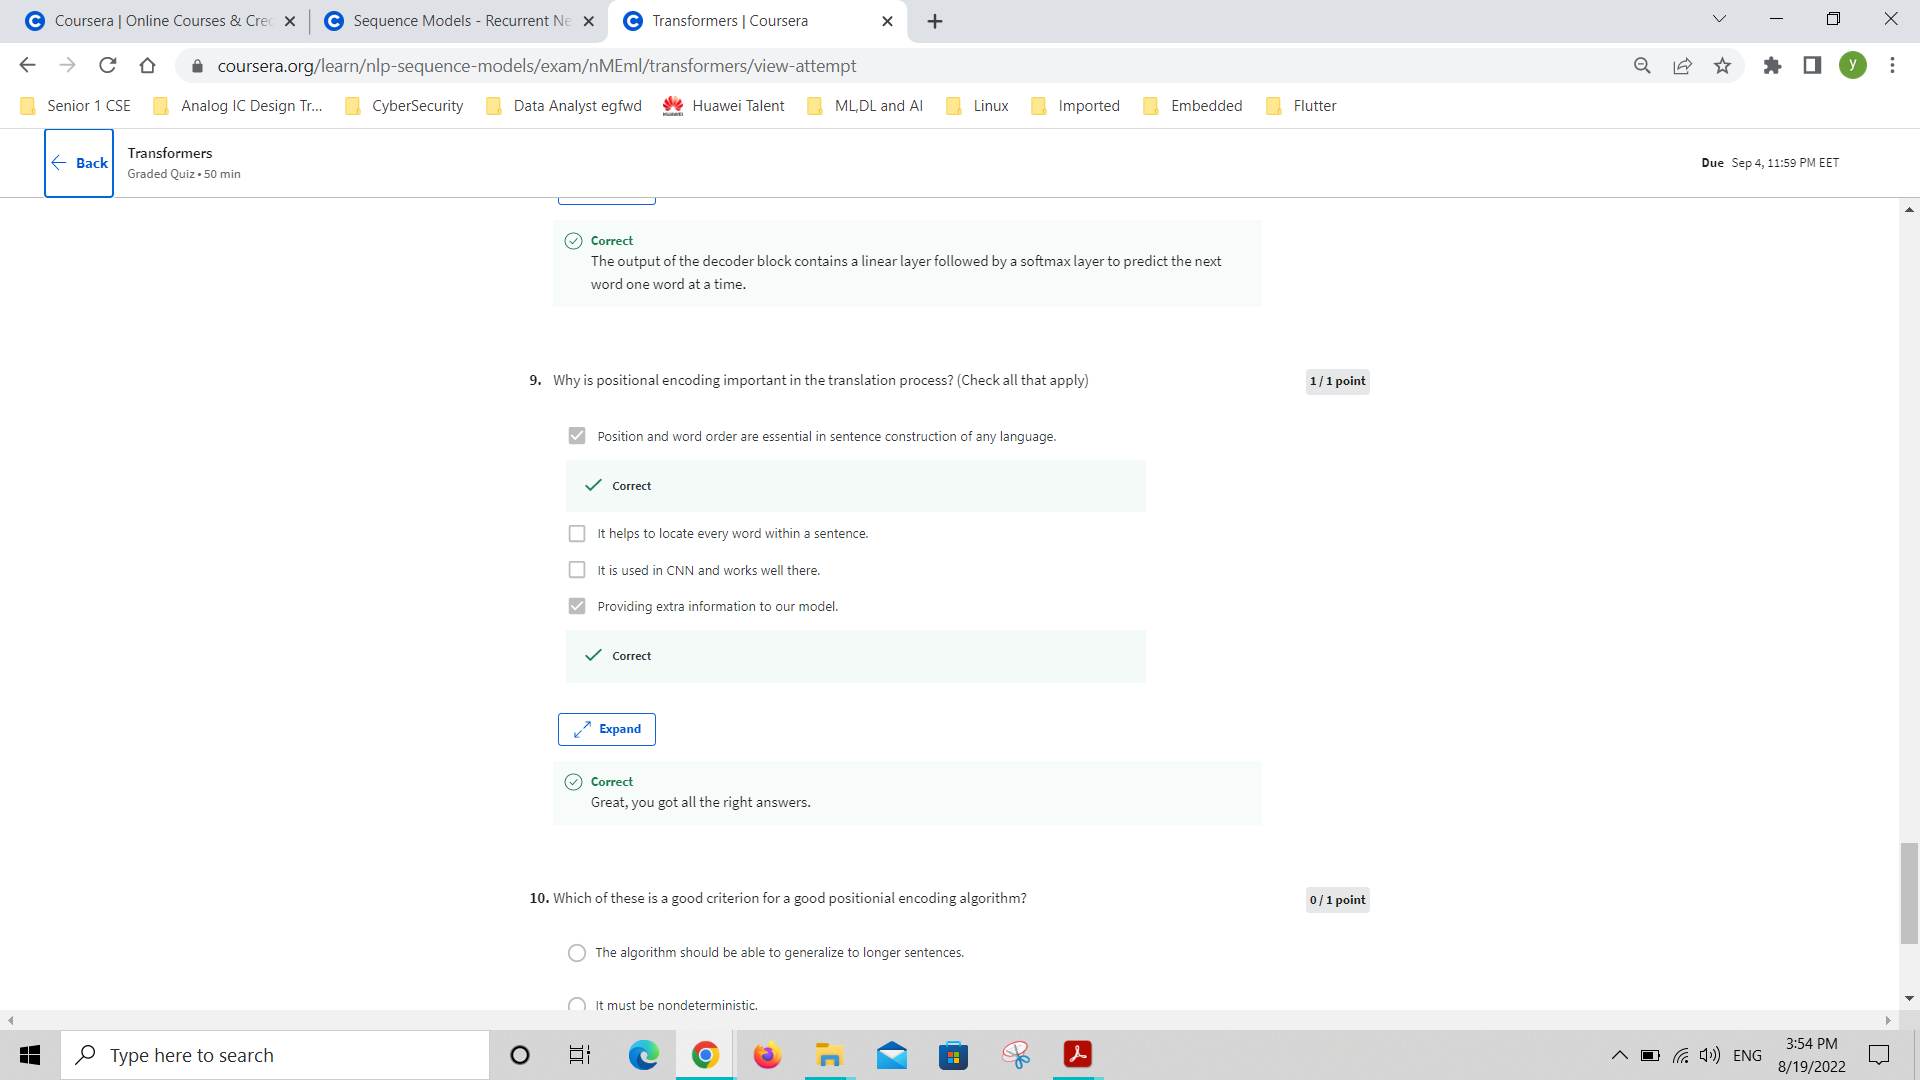 Coursera | Online Courses & Cre
Sequence Models - Recurrent Ne
Transformers | Coursera
coursera.org/learn/nlp-sequence-models/exam/nMEml/transformers/view-attempt
y
Senior 1 CSE
Analog IC Design Tr...
CyberSecurity
Data Analyst egfwd
HUAWEI
Huawei Talent
ML,DL and AI
Linux
Imported
Embedded
Flutter
Back
Transformers
Graded Quiz • 50 min
Due Sep 4, 11:59 PM EET
Correct
The output of the decoder block contains a linear layer followed by a softmax layer to predict the next
word one word at a time.
9. Why is positional encoding important in the translation process? (Check all that apply)
1 / 1 point
Position and word order are essential in sentence construction of any language.
Correct
It helps to locate every word within a sentence.
It is used in CNN and works well there.
Providing extra information to our model.
Correct
Expand
Correct
Great, you got all the right answers.
10. Which of these is a good criterion for a good positionial encoding algorithm?
0 / 1 point
The algorithm should be able to generalize to longer sentences.
It must be nondeterministic.
Type here to search
ENG
3:54 PM
8/19/2022